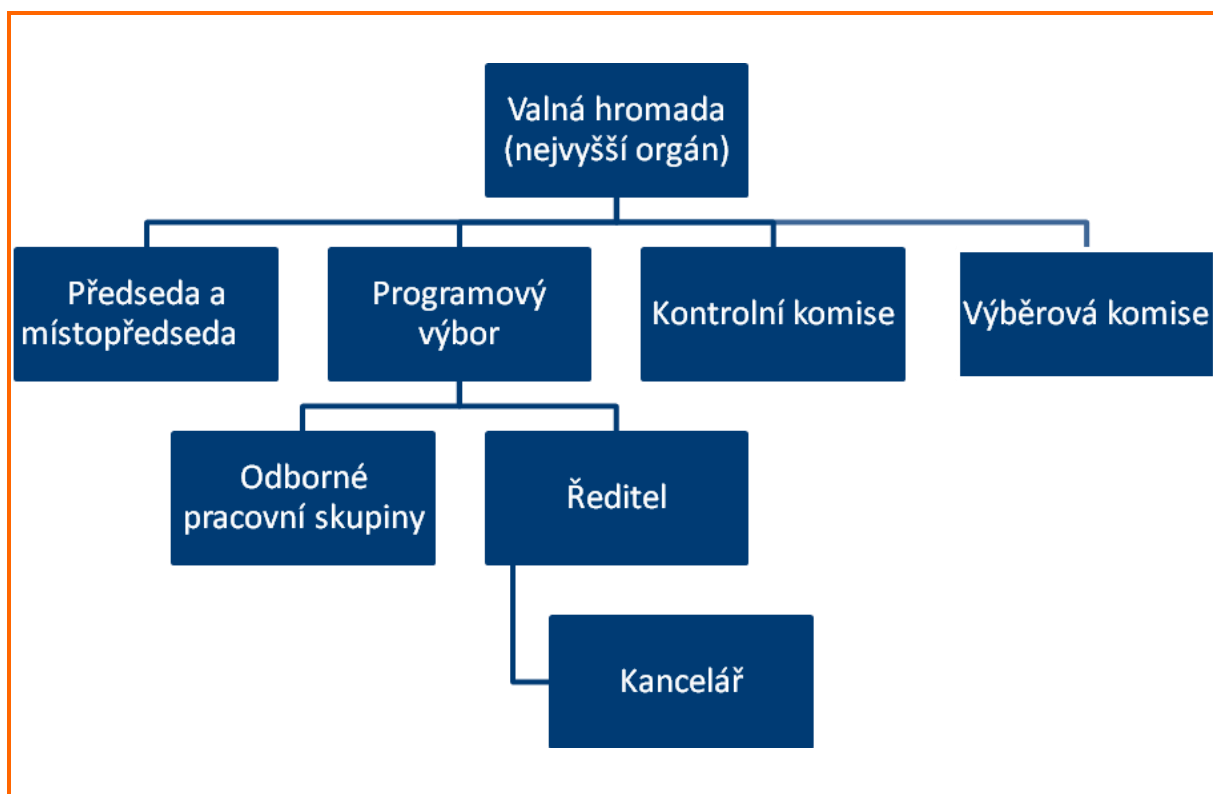 Valná hromada
(nejvyšší orgán)
Předseda a
místopředseda
Programový
výbor
Kontrolní komise
Výběrová komise
Odborné
pracovní skupiny
Ředitel
Kancelář